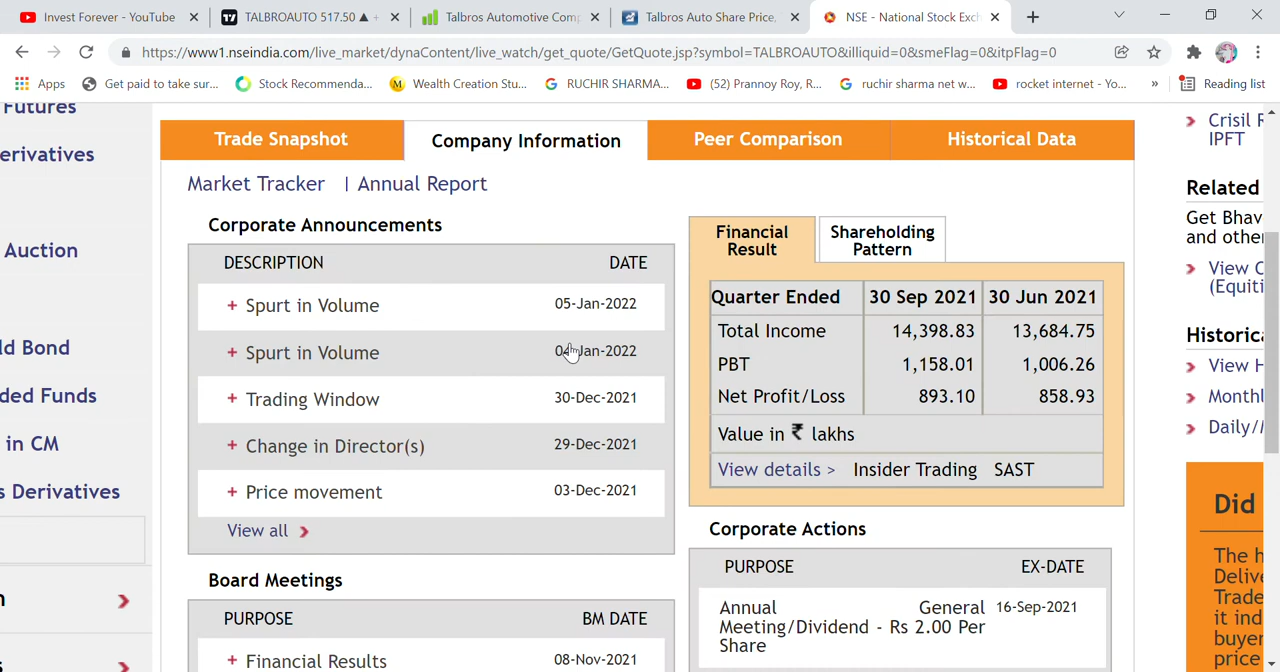 Invest Forever - YouTube
TALBROAUTO 517.50 ▲ +
Talbros Automotive Comp
Talbros Auto Share Price,
NSE - National Stock Exch
https://www1.nseindia.com/live_market/dynaContent/live_watch/get_quote/GetQuote.jsp?symbol=TALBROAUTO&illiquid=0&smeFlag=0&itpFlag=0
Apps
Get paid to take sur...
Stock Recommenda...
Wealth Creation Stu...
RUCHIR SHARMA...
(52) Prannoy Roy, R...
ruchir sharma net w...
rocket internet - Yo...
»
Reading list
Futures
erivatives
Auction
ld Bond
ded Funds
in CM
s Derivatives
Trade Snapshot
Company Information
Peer Comparison
Historical Data
Market Tracker | Annual Report
Corporate Announcements
DESCRIPTION DATE
+ Spurt in Volume 05-Jan-2022
+ Spurt in Volume 04-Jan-2022
+ Trading Window 30-Dec-2021
+ Change in Director(s) 29-Dec-2021
+ Price movement 03-Dec-2021
View all
Board Meetings
PURPOSE BM DATE
+ Financial Results 08-Nov-2021
Financial
Result
Shareholding
Pattern
Quarter Ended 30 Sep 2021 30 Jun 2021
Total Income 14,398.83 13,684.75
PBT 1,158.01 1,006.26
Net Profit/Loss 893.10 858.93
Value in ₹ lakhs
View details > Insider Trading SAST
Corporate Actions
PURPOSE EX-DATE
Annual General 16-Sep-2021
Meeting/Dividend - Rs 2.00 Per
Share
Crisil
IPFT
Related
Get Bhav
and othe
View
(Equiti
Historic
View H
Monthl
Daily/
Did
The h
Delive
Trade
it ind
buyer
price